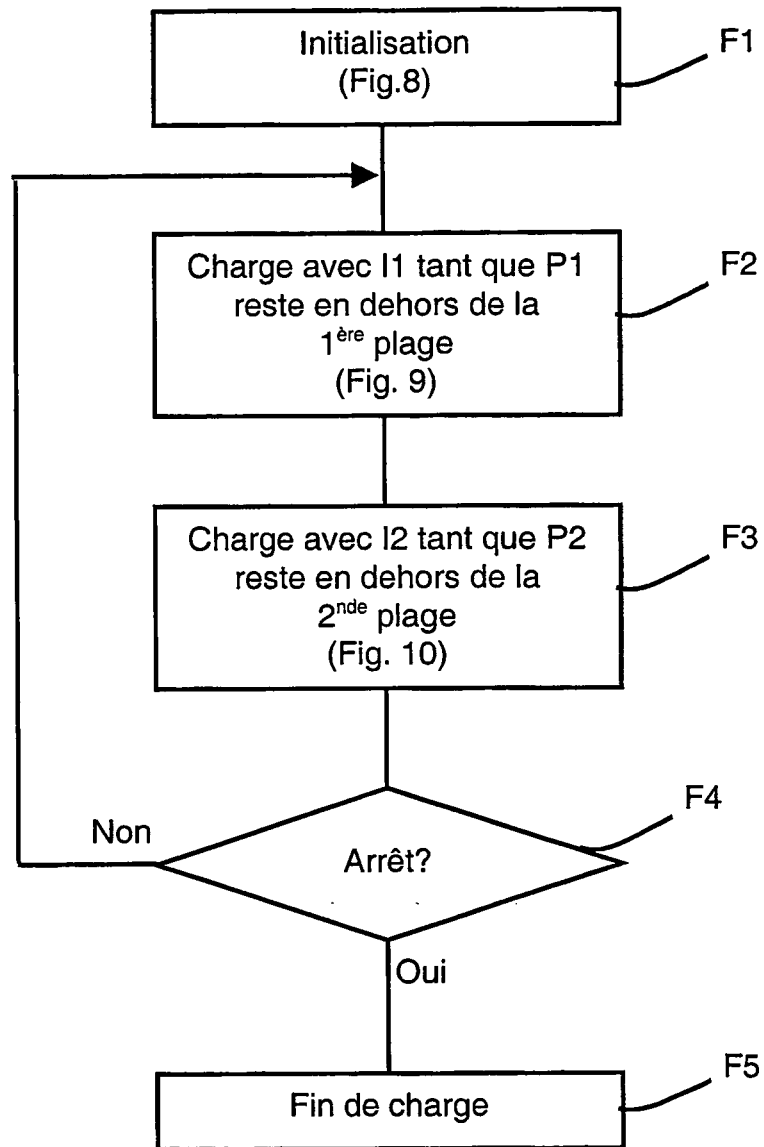 Initialisation
(Fig.8)
F1
Charge avec I1 tant que P1
reste en dehors de la
1ère plage
(Fig. 9)
F2
Charge avec I2 tant que P2
reste en dehors de la
2nde plage
(Fig. 10)
F3
F4
Non
Arrêt?
Oui
F5
Fin de charge